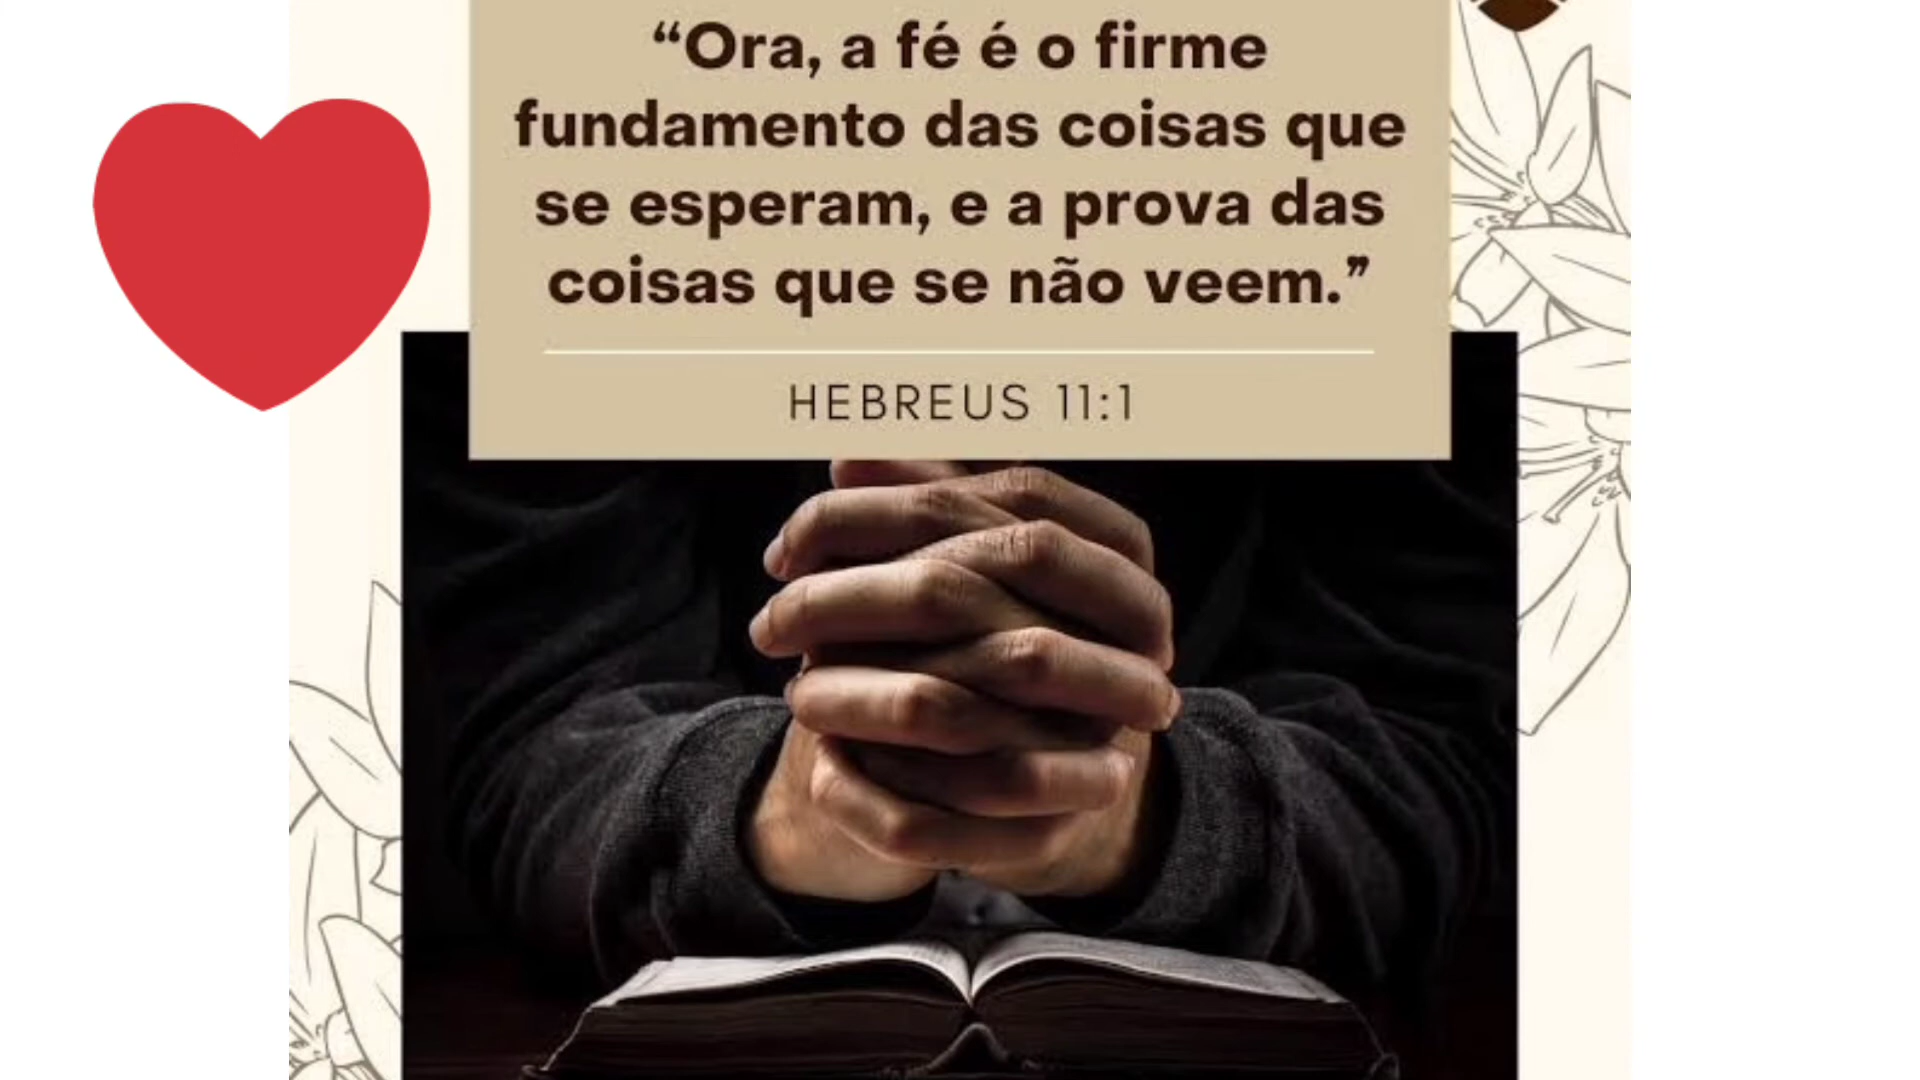 “Ora, a fé é o firme
fundamento das coisas que
se esperam, e a prova das
coisas que se não veem.”
HEBREUS 11:1